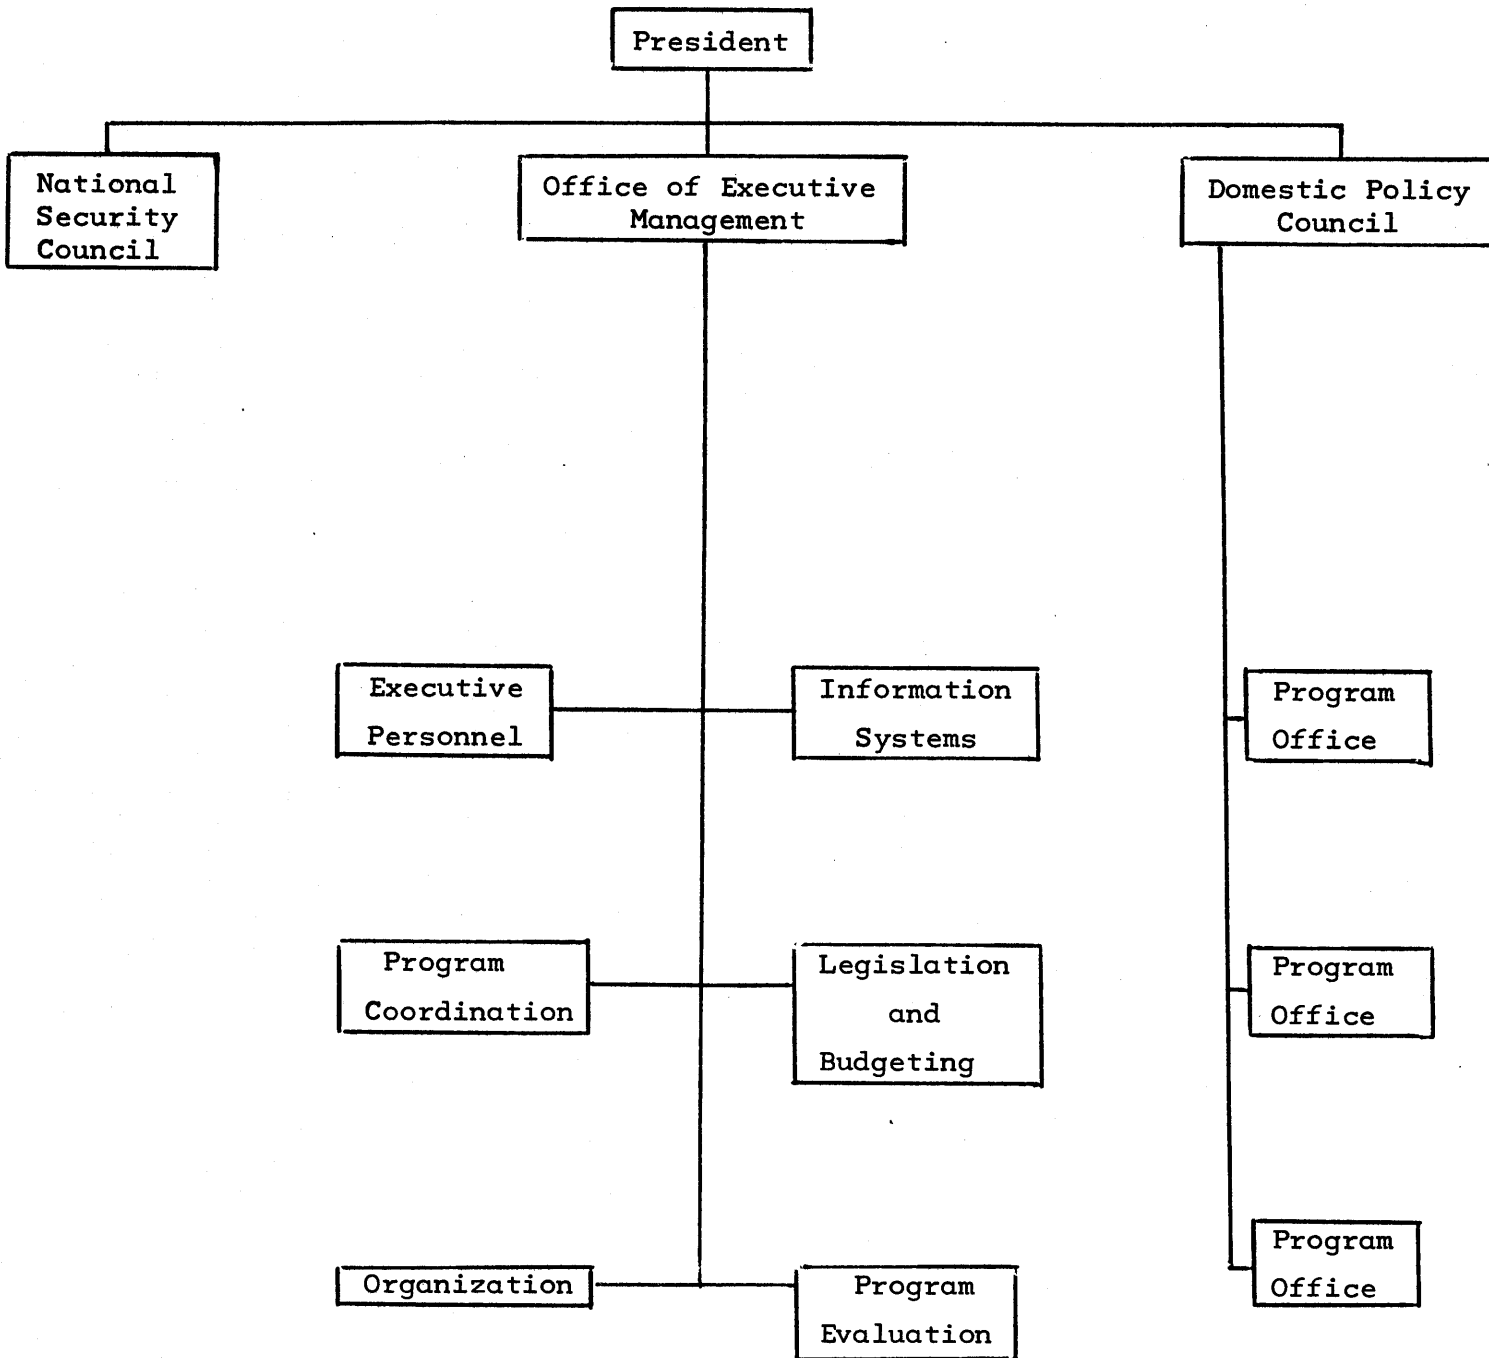 President
National
Security
Council
Office of Executive
Management
Domestic Policy
Council
Executive
Personnel
Information
Systems
Program
Office
Program
Coordination
Legislation
and
Budgeting
Program
Office
Organization
Program
Evaluation
Program
Office